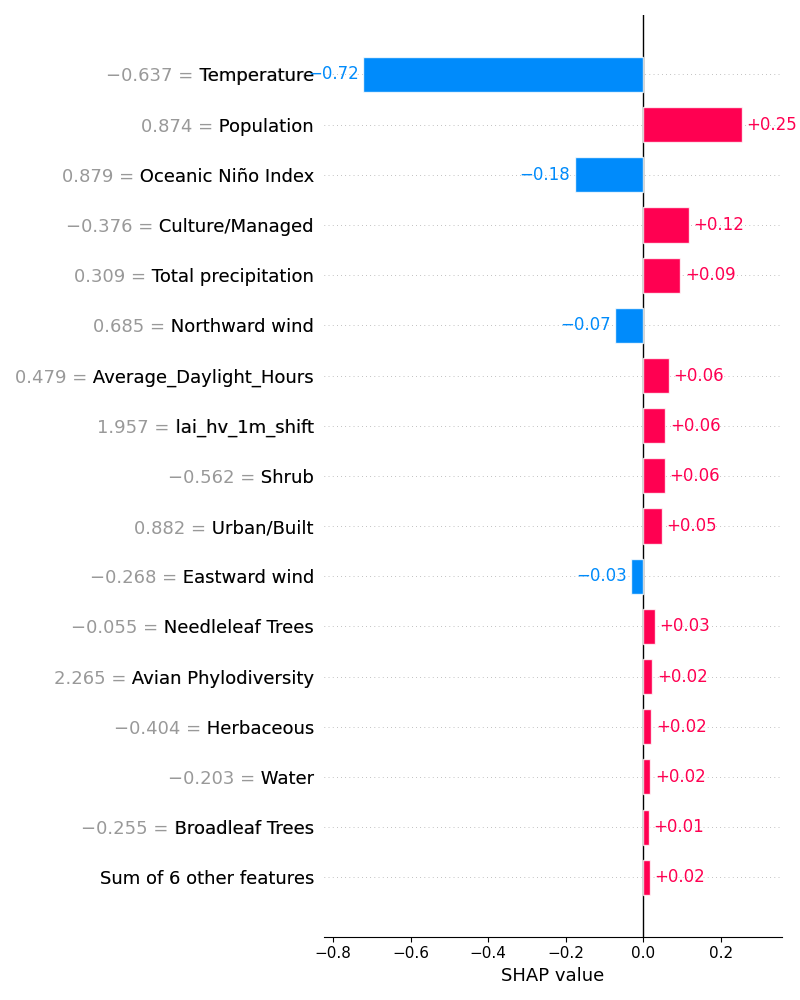 −0.637 = Temperature −0.72
0.874 = Population +0.25
0.879 = Oceanic Niño Index −0.18
−0.376 = Culture/Managed +0.12
0.309 = Total precipitation +0.09
0.685 = Northward wind −0.07
0.479 = Average_Daylight_Hours +0.06
1.957 = lai_hv_1m_shift +0.06
−0.562 = Shrub +0.06
0.882 = Urban/Built +0.05
−0.268 = Eastward wind −0.03
−0.055 = Needleleaf Trees +0.03
2.265 = Avian Phylodiversity +0.02
−0.404 = Herbaceous +0.02
−0.203 = Water +0.02
−0.255 = Broadleaf Trees +0.01
Sum of 6 other features +0.02
−0.8 −0.6 −0.4 −0.2 0.0 0.2
SHAP value